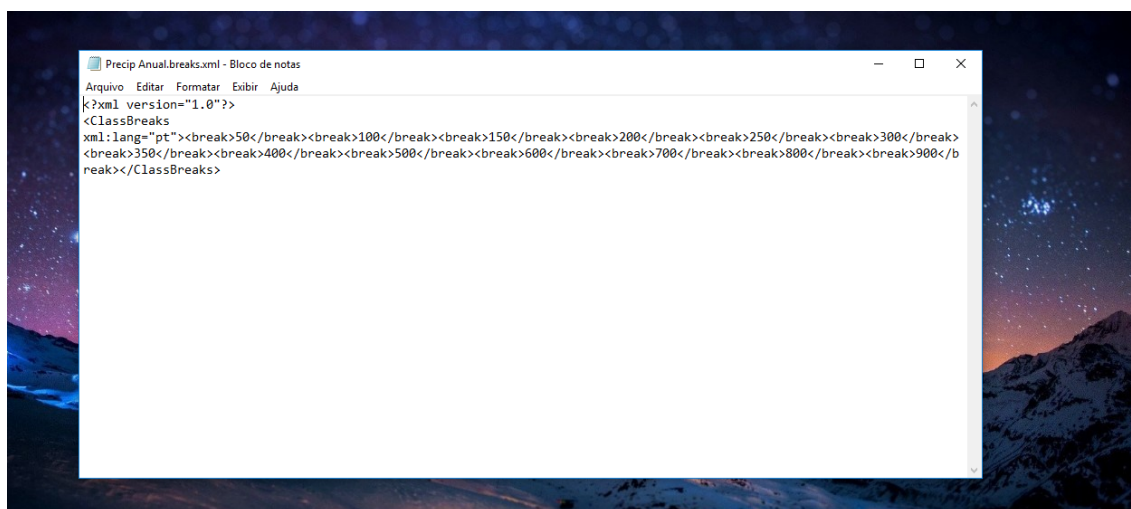 Precip Anual.breaks.xml - Bloco de notas
Arquivo Editar Formatar Exibir Ajuda
<?xml version="1.0"?>
<ClassBreaks
xml:lang="pt"><break>50</break><break>100</break><break>150</break><break>200</break><break>250</break><break>300</break>
<break>350</break><break>400</break><break>500</break><break>600</break><break>700</break><break>800</break><break>900</b
reak></ClassBreaks>